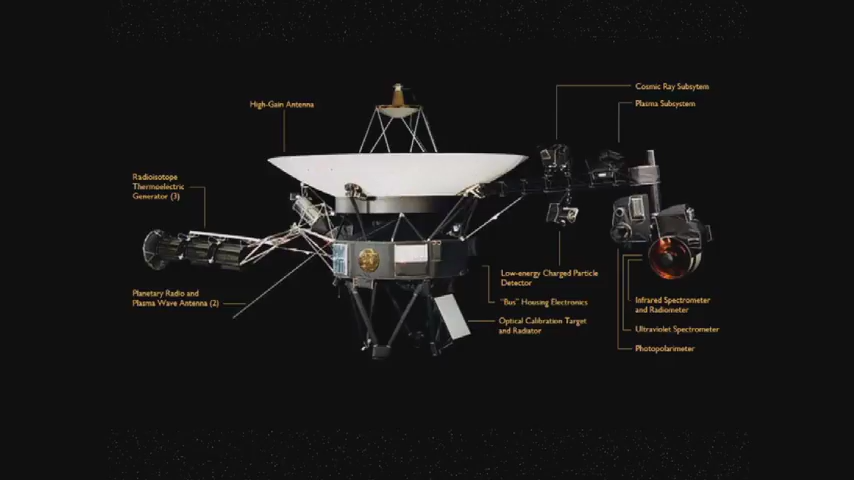 Cosmic Ray Subsytem
High-Gain Antenna
Plasma Subsystem
Radioisotope
Thermoelectric
Generator (3)
Low-energy Charged Particle
Detector
Planetary Radio and
Plasma Wave Antenna (2)
"Bus" Housing Electronics
Infrared Spectrometer
and Radiometer
Optical Calibration Target
and Radiator
Ultraviolet Spectrometer
Photopolarimeter